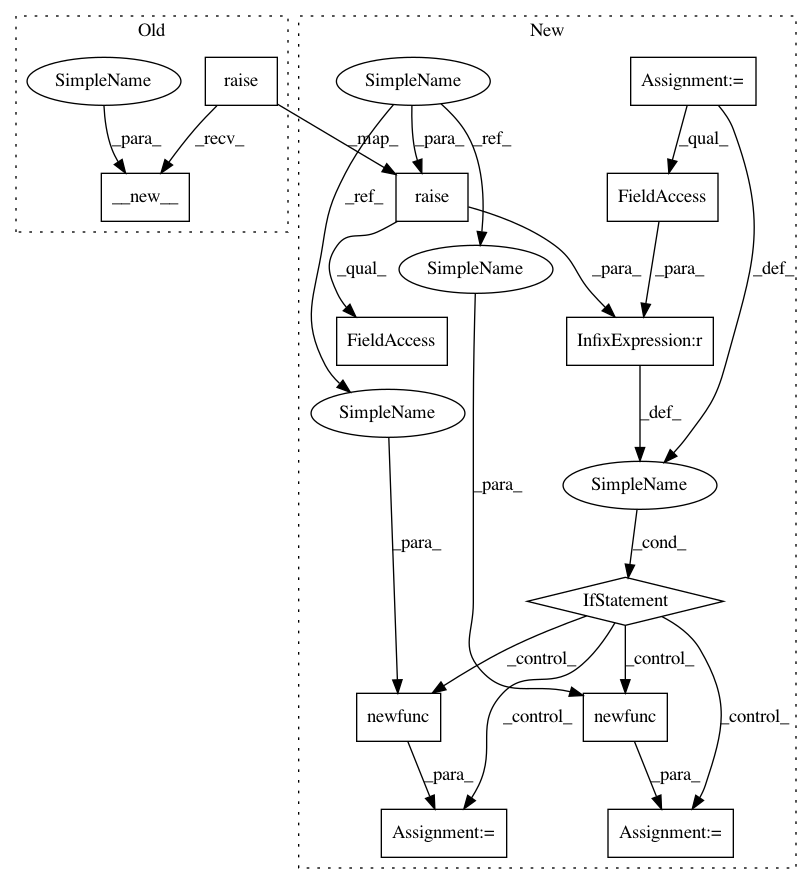 Old
New
SimpleName
raise
SimpleName
Assignment:=
_para_
_recv_
_map_
_para_
_ref_
_qual_
__new__
_ref_
raise
FieldAccess
_qual_
SimpleName
_para_
_para_
_def_
FieldAccess
InfixExpression:r
SimpleName
_def_
_para_
SimpleName
_para_
_cond_
IfStatement
_control_
_control_
newfunc
newfunc
_control_
_control_
_para_
_para_
Assignment:=
Assignment:=